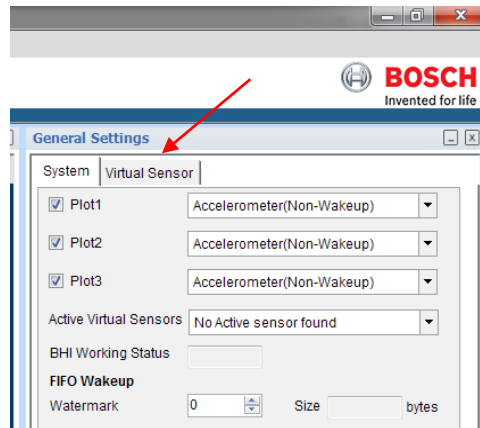 BOSCH
Invented for life
General Settings
System Virtual Sensor
Plot1 Accelerometer(Non-Wakeup)
Plot2 Accelerometer(Non-Wakeup)
Plot3 Accelerometer(Non-Wakeup)
Active Virtual Sensors No Active sensor found
BHI Working Status
FIFO Wakeup
Watermark 0 Size bytes